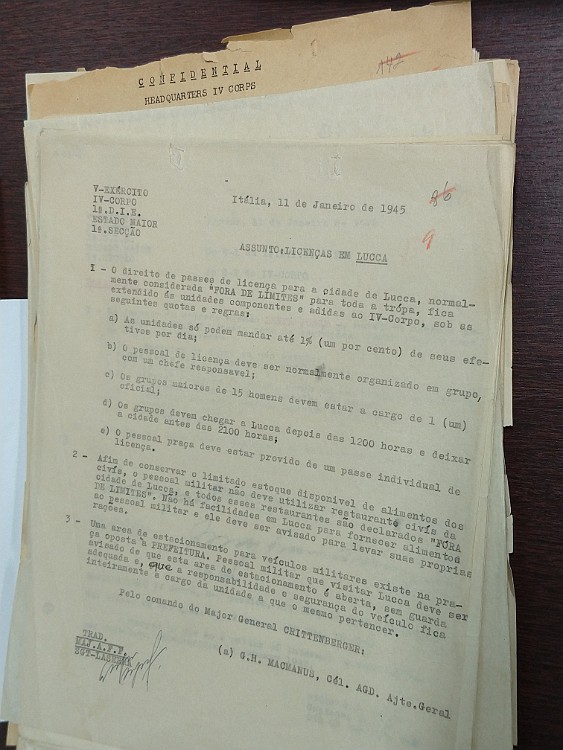 CONFIDENTIAL
HEADQUARTERS IV CORPS
V-EXÉRCITO
IV-CORPO
1ª.D.I.E.
ESTADO MAIOR
1ª.SECÇÃO
Itália, 11 de Janeiro de 1945
86
9
ASSUNTO:LICENÇAS EM LUCCA
I - O direito de passes de licença para a cidade de Lucca, normal-
mente considerada "FORA DE LIMITES" para toda a trópa, fica
extendido ás unidades componentes e adidas ao IV-Corpo, sob as
seguintes quotas e regras;
a) As unidades só podem mandar até 1% (um por cento) de seus efe-
tivos por dia;
b) O pessoal de licença deve ser normalmente organizado em grupo,
com um chefe responsavel;
c) Os grupos maiores de 15 homens devem estar a cargo de 1 (um)
oficial;
d) Os grupos devem chegar a Lucca depois das 1200 horas e deixar
a cidade antes das 2100 horas;
e) O pessoal praça deve estar provido de um passe individual de
licença.
2 - Afim de conservar o limitado estoque disponivel de alimentos dos
civís, o pessoal militar não deve utilizar restaurante civís da
cidade de Lucca, e todos esses restaurantes são declarados "FORA
DE LIMITES". Não há facilidades em Lucca para fornecer alimentos
ao pessoal militar e ele deve ser avisado para levar suas proprias
rações.
3 - Uma area de estacionamento para veículos militares existe na pra-
ça oposta á PREFEITURA. Pessoal militar que visitar Lucca deve ser
avisado de que esta area de estacionamento é aberta, sem guarda
adequada e, que a responsabilidade e segurança do veículo fica
inteiramente a cargo da unidade a que o mesmo pertencer.
Pelo comando do Major General CRITTENBERGER:
(a) G.H. MACMANUS, Cél. AGD. Ajte.Geral
TRAD.